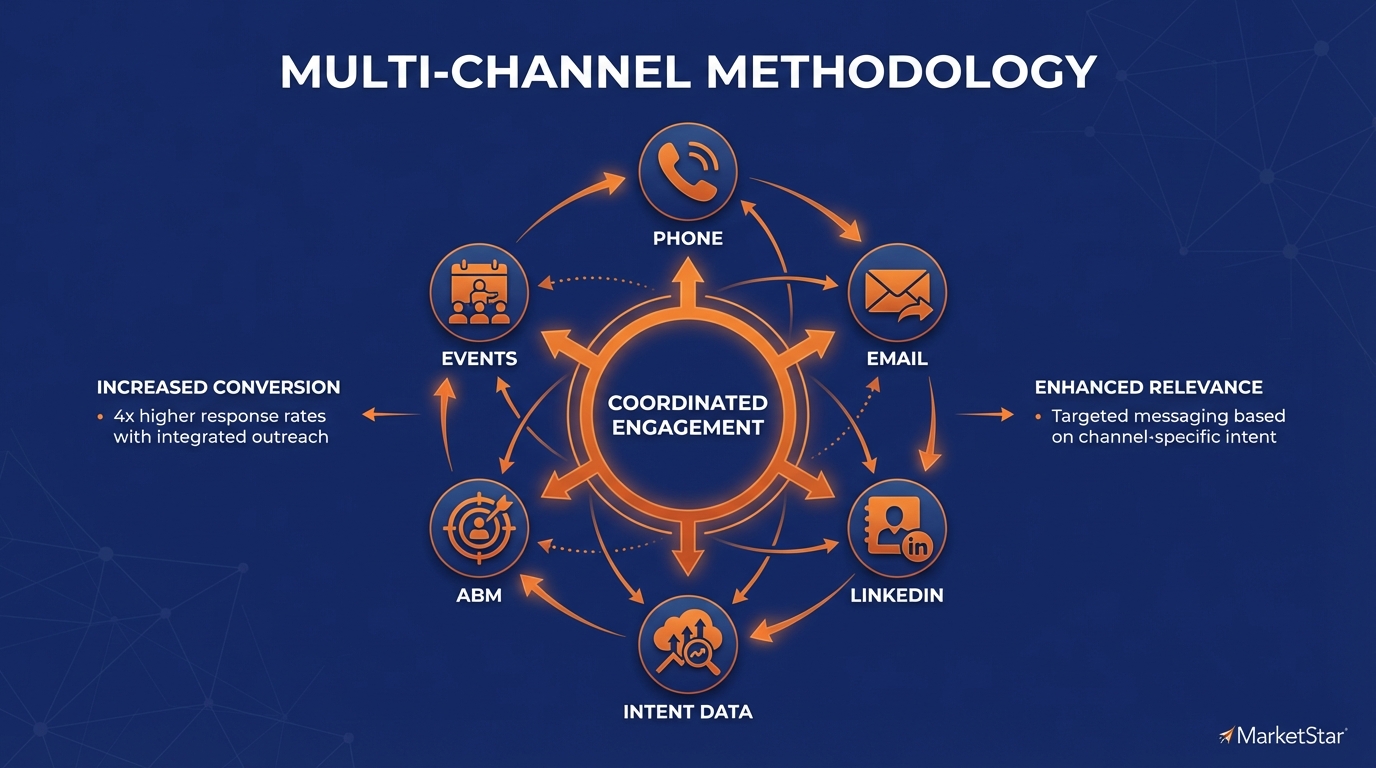 MULTI-CHANNEL METHODOLOGY
PHONE
EVENTS
EMAIL
COORDINATED
ENGAGEMENT
INCREASED CONVERSION
• 4x higher response rates
with integrated outreach
ENHANCED RELEVANCE
• Targeted messaging based
on channel-specific intent
ABM
in
LINKEDIN
INTENT DATA
MarketStar